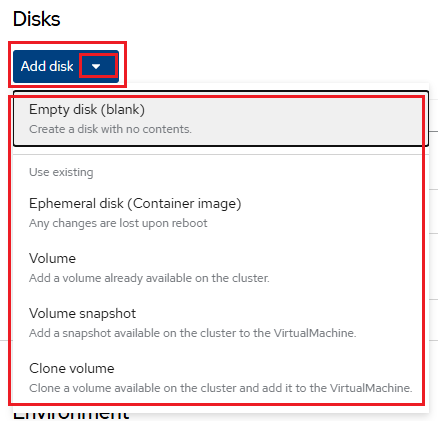 Disks
Add disk
Empty disk (blank)
Create a disk with no contents.
Use existing
Ephemeral disk (Container image)
Any changes are lost upon reboot
Volume
Add a volume already available on the cluster.
Volume snapshot
Add a snapshot available on the cluster to the VirtualMachine.
Clone volume
Clone a volume available on the cluster and add it to the VirtualMachine.
Environment